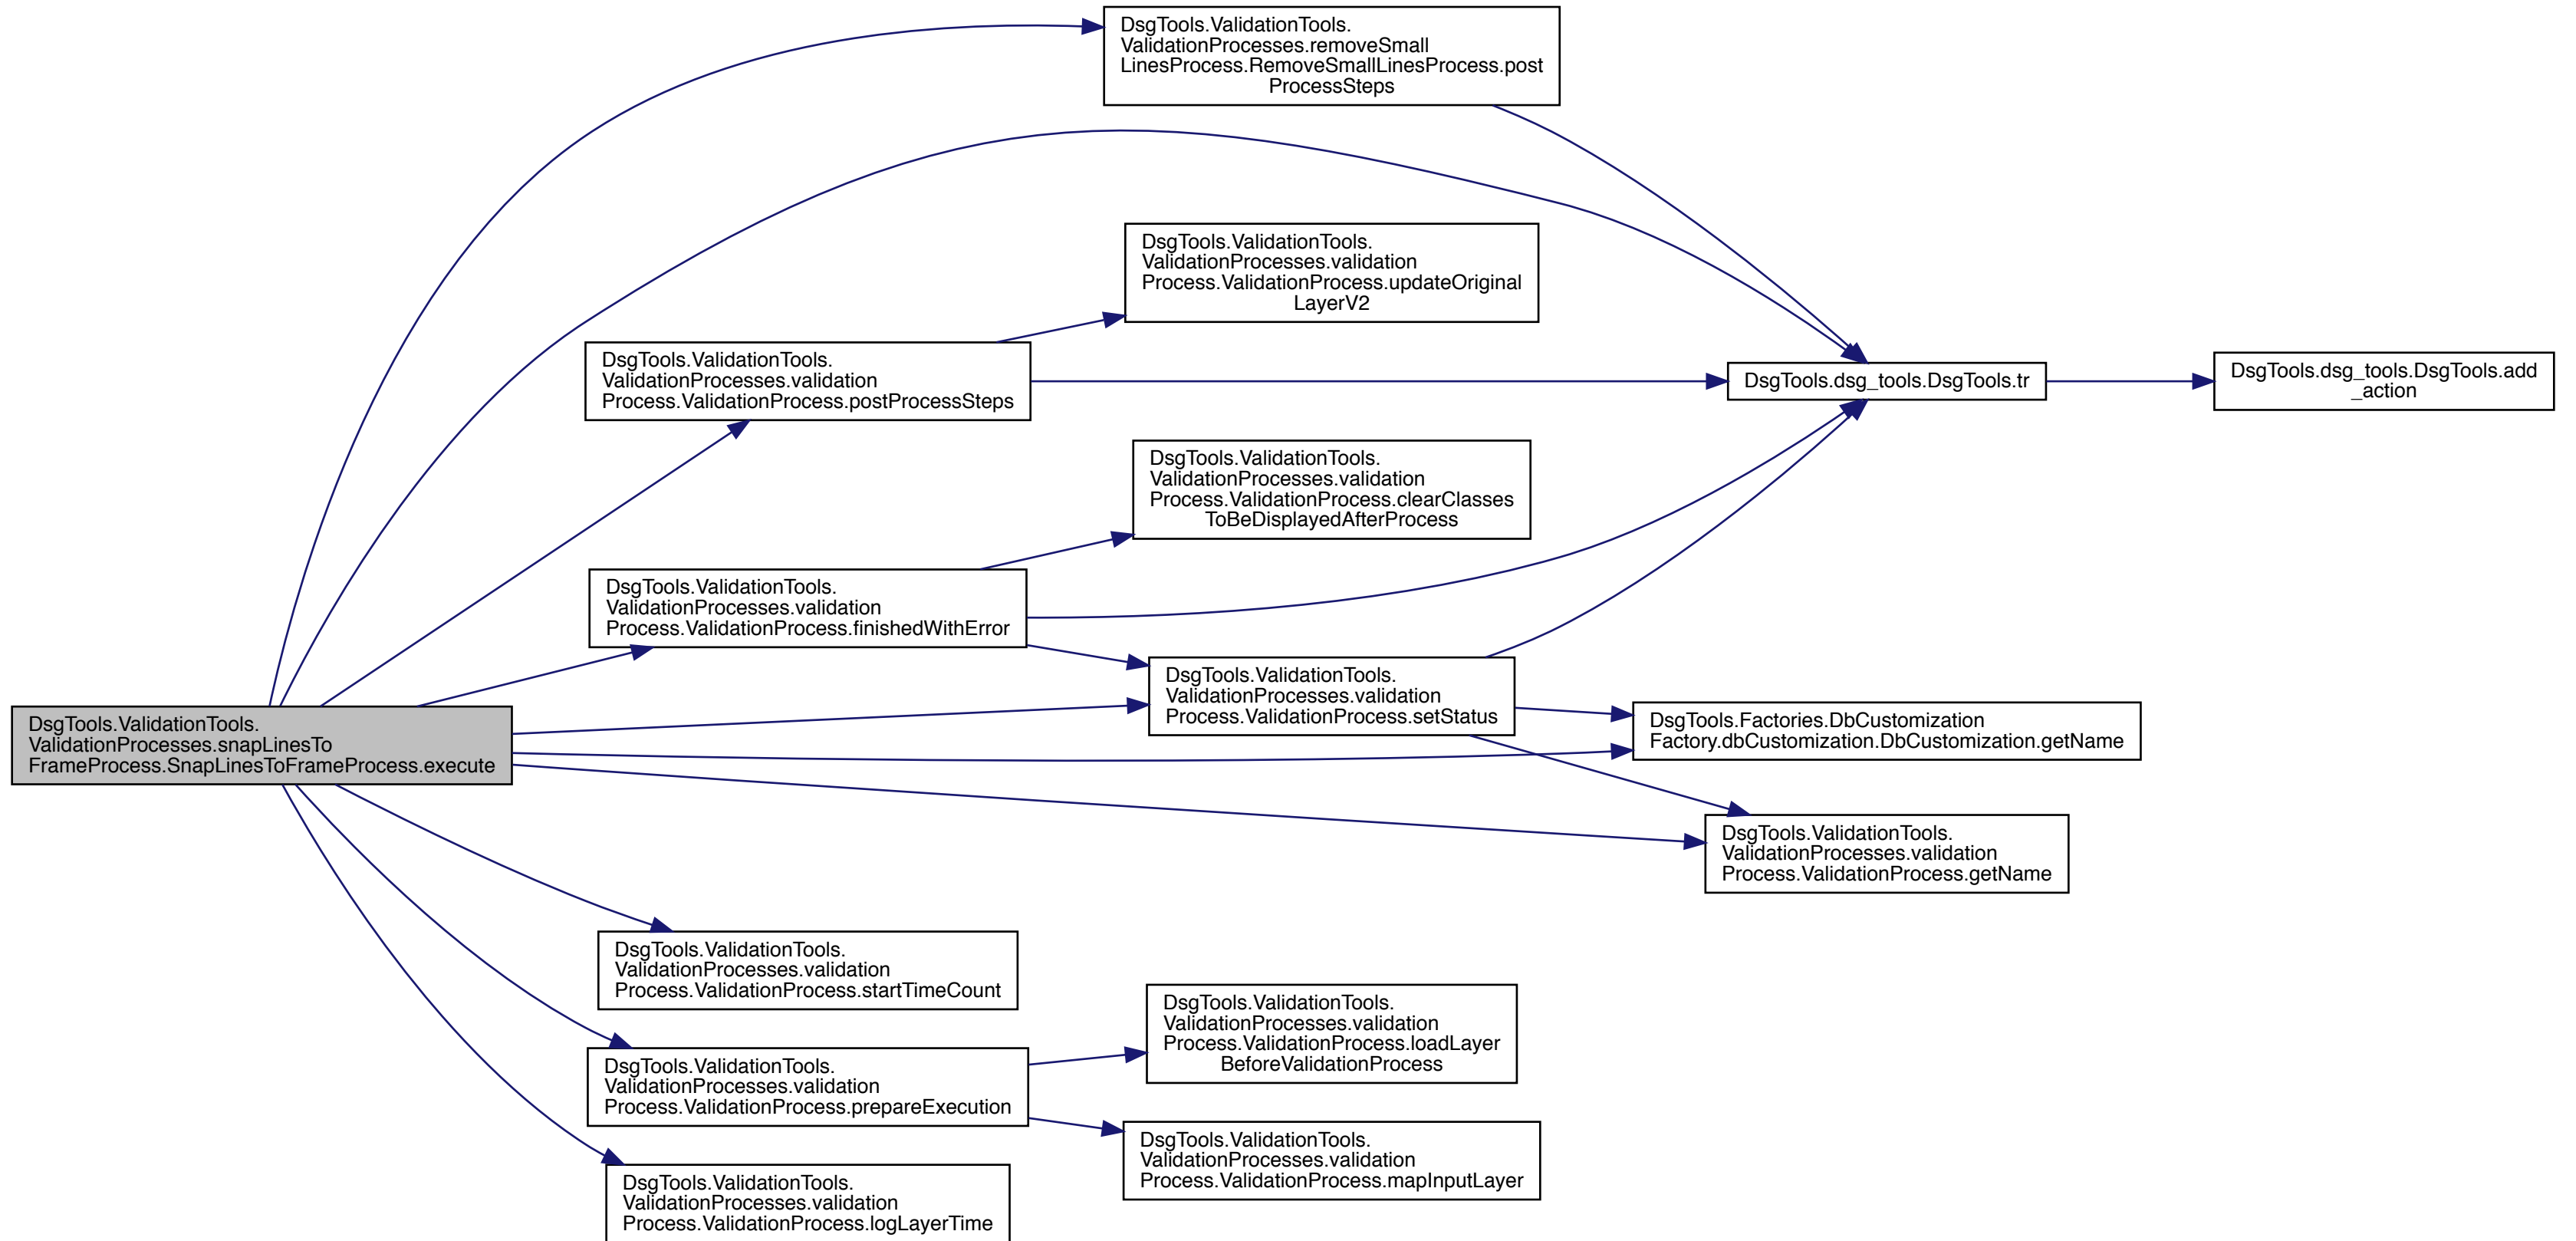 DsgTools.ValidationTools.
ValidationProcesses.removeSmall
LinesProcess.RemoveSmallLinesProcess.post
ProcessSteps
DsgTools.ValidationTools.
ValidationProcesses.validation
Process.ValidationProcess.updateOriginal
LayerV2
DsgTools.ValidationTools.
ValidationProcesses.validation
Process.ValidationProcess.postProcessSteps
DsgTools.dsg_tools.DsgTools.tr
DsgTools.dsg_tools.DsgTools.add
_action
DsgTools.ValidationTools.
ValidationProcesses.validation
Process.ValidationProcess.clearClasses
ToBeDisplayedAfterProcess
DsgTools.ValidationTools.
ValidationProcesses.validation
Process.ValidationProcess.finishedWithError
DsgTools.ValidationTools.
ValidationProcesses.validation
Process.ValidationProcess.setStatus
DsgTools.ValidationTools.
ValidationProcesses.snapLinesTo
FrameProcess.SnapLinesToFrameProcess.execute
DsgTools.Factories.DbCustomization
Factory.dbCustomization.DbCustomization.getName
DsgTools.ValidationTools.
ValidationProcesses.validation
Process.ValidationProcess.getName
DsgTools.ValidationTools.
ValidationProcesses.validation
Process.ValidationProcess.startTimeCount
DsgTools.ValidationTools.
ValidationProcesses.validation
Process.ValidationProcess.loadLayer
BeforeValidationProcess
DsgTools.ValidationTools.
ValidationProcesses.validation
Process.ValidationProcess.prepareExecution
DsgTools.ValidationTools.
ValidationProcesses.validation
Process.ValidationProcess.mapInputLayer
DsgTools.ValidationTools.
ValidationProcesses.validation
Process.ValidationProcess.logLayerTime